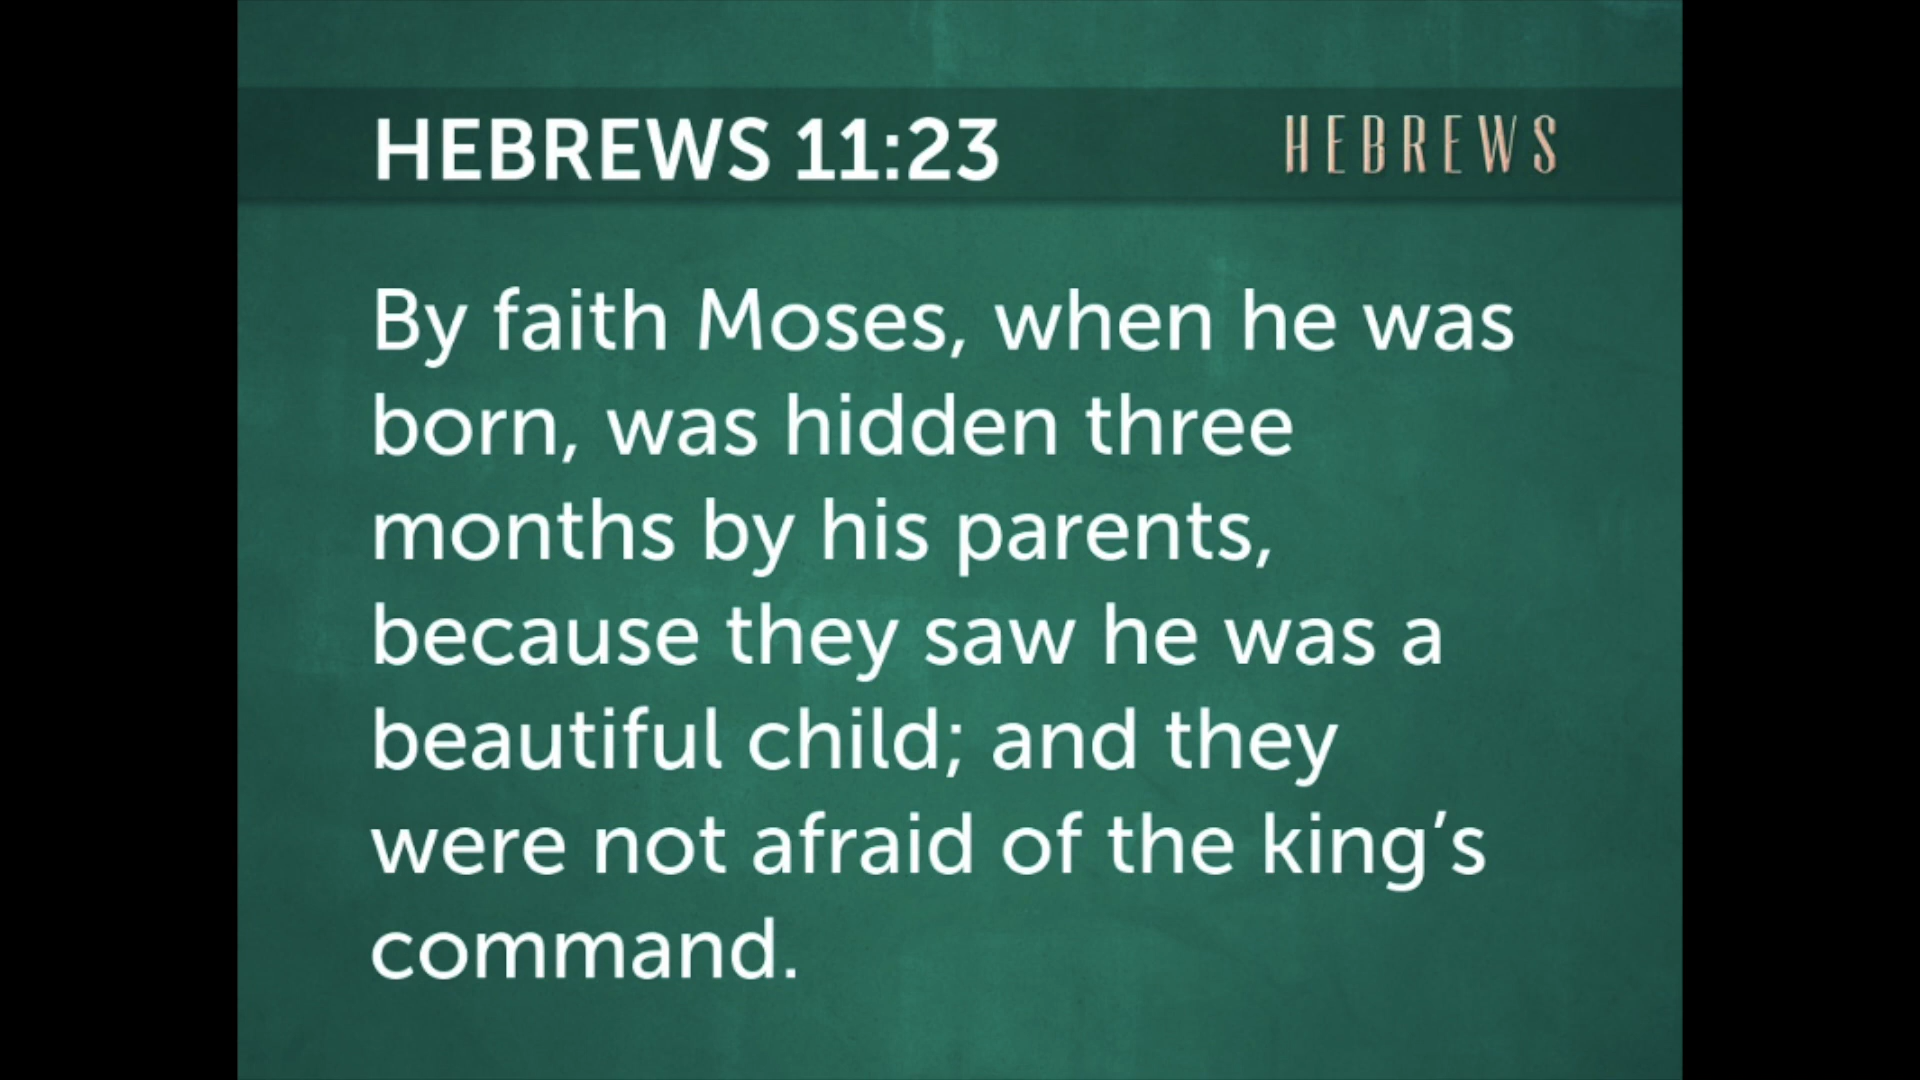 HEBREWS 11:23
HEBREWS
By faith Moses, when he was
born, was hidden three
months by his parents,
because they saw he was a
beautiful child; and they
were not afraid of the king’s
command.